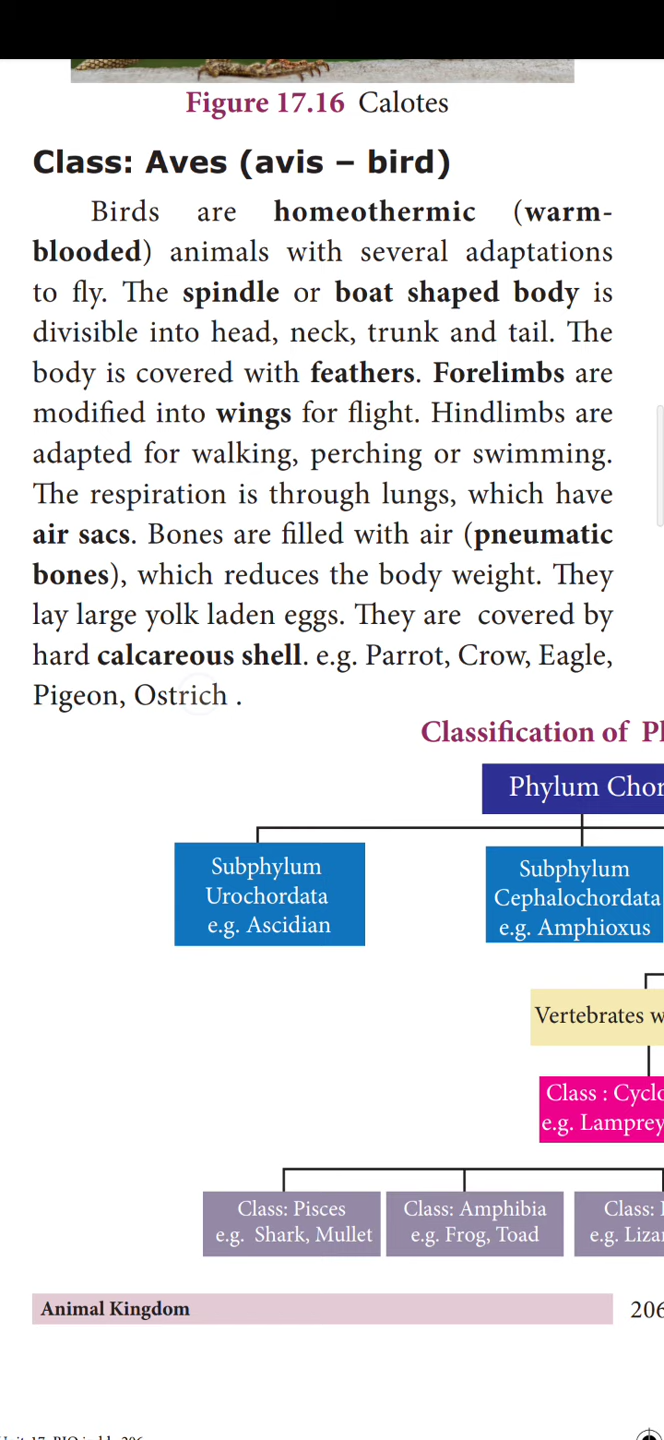 Figure 17.16 Calotes
Class: Aves (avis – bird)
Birds are homeothermic (warm-
blooded) animals with several adaptations
to fly. The spindle or boat shaped body is
divisible into head, neck, trunk and tail. The
body is covered with feathers. Forelimbs are
modified into wings for flight. Hindlimbs are
adapted for walking, perching or swimming.
The respiration is through lungs, which have
air sacs. Bones are filled with air (pneumatic
bones), which reduces the body weight. They
lay large yolk laden eggs. They are covered by
hard calcareous shell. e.g. Parrot, Crow, Eagle,
Pigeon, Ostrich .
Classification of
Phylum
Subphylum
Urochordata
e.g. Ascidian
Subphylum
Cephalochordata
e.g. Amphioxus
Vertebrates
Class :
e.g. Lamprey
Class: Pisces
e.g. Shark, Mullet
Class: Amphibia
e.g. Frog, Toad
Class:
e.g.
Animal Kingdom
206